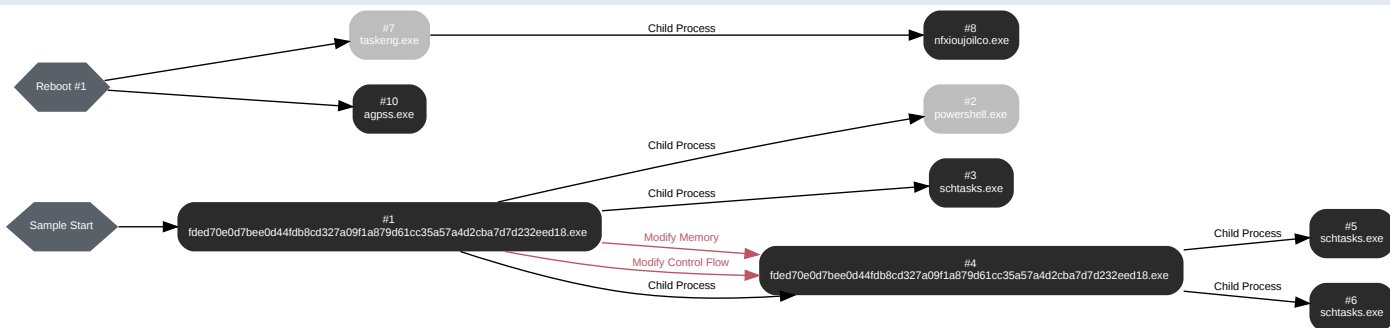 #7
taskeng.exe
Child Process
#8
nfxioujoilco.exe
Reboot #1
#10
agpss.exe
#2
powershell.exe
Child Process
#3
schtasks.exe
Child Process
Sample Start
#1
fded70e0d7bee0d44fdb8cd327a09f1a879d61cc35a57a4d2cba7d7d232eed18.exe
Modify Memory
Modify Control Flow
Child Process
#4
fded70e0d7bee0d44fdb8cd327a09f1a879d61cc35a57a4d2cba7d7d232eed18.exe
Child Process
#5
schtasks.exe
Child Process
#6
schtasks.exe